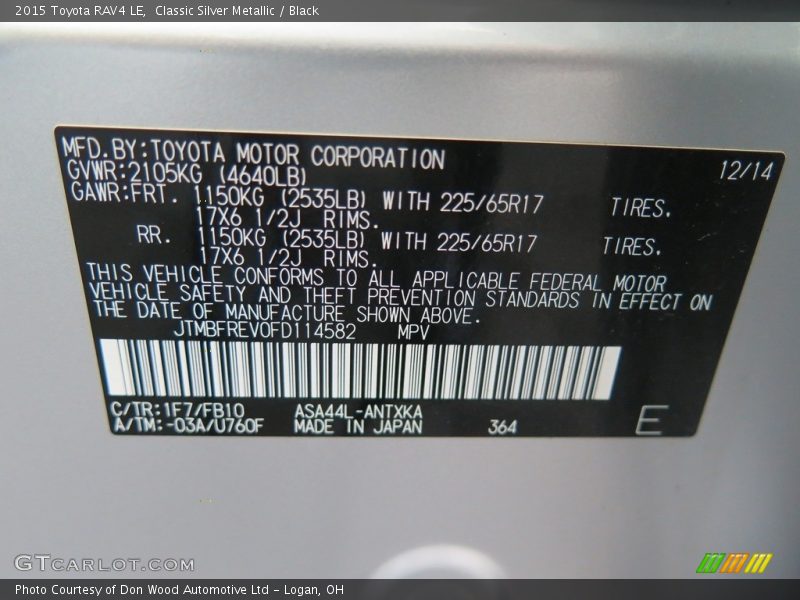 2015 Toyota RAV4 LE,  Classic Silver Metallic / Black
MFD.BY:TOYOTA MOTOR CORPORATION 12/14
GVWR:2105KG (4640LB)
GAWR:FRT. 1150KG (2535LB) WITH 225/65R17 TIRES.
17X6 1/2J RIMS.
RR. 1150KG (2535LB) WITH 225/65R17 TIRES.
17X6 1/2J RIMS.
THIS VEHICLE CONFORMS TO ALL APPLICABLE FEDERAL MOTOR
VEHICLE SAFETY AND THEFT PREVENTION STANDARDS IN EFFECT ON
THE DATE OF MANUFACTURE SHOWN ABOVE.
JTMBFREV0FD114582 MPV
C/TR:1F7/FB10 ASA44L-ANTXKA
A/TM:-03A/U760F MADE IN JAPAN 364 E
GTCARLOT.COM
Photo Courtesy of Don Wood Automotive Ltd - Logan, OH